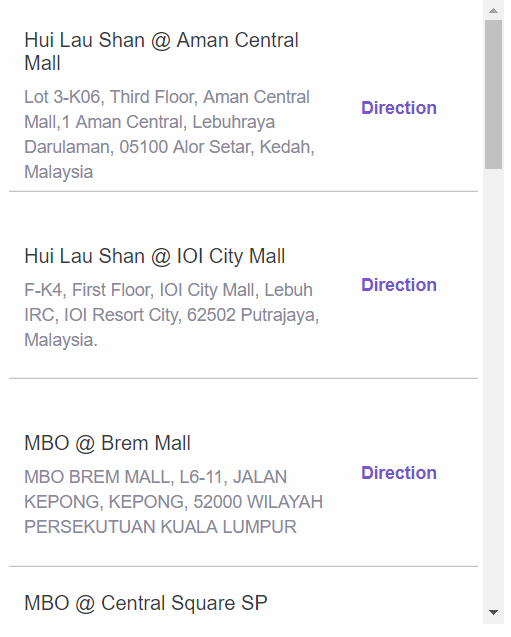 Hui Lau Shan @ Aman Central
Mall
Lot 3-K06, Third Floor, Aman Central
Mall,1 Aman Central, Lebuhraya
Darulaman, 05100 Alor Setar, Kedah,
Malaysia
Direction
Hui Lau Shan @ IOI City Mall
F-K4, First Floor, IOI City Mall, Lebuh
IRC, IOI Resort City, 62502 Putrajaya,
Malaysia.
Direction
MBO @ Brem Mall
MBO BREM MALL, L6-11, JALAN
KEPONG, KEPONG, 52000 WILAYAH
PERSEKUTUAN KUALA LUMPUR
Direction
MBO @ Central Square SP